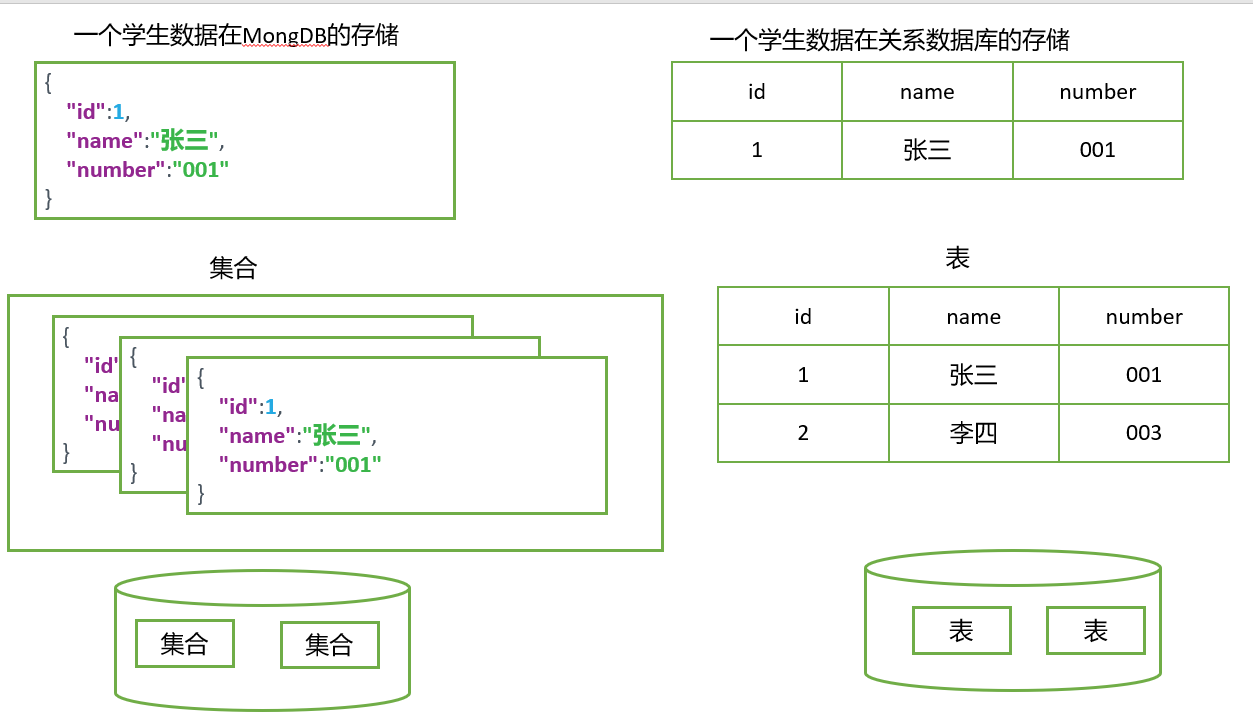 一个学生数据在MongDB的存储
{
"id":1,
"name":"张三",
"number":"001"
}
集合
{
"id"
"na
"nu
}
{
"id"
"na
"nu
}
{
"id":1,
"name":"张三",
"number":"001"
}
集合 集合
一个学生数据在关系数据库的存储
id name number
1 张三 001
表
id name number
1 张三 001
2 李四 003
表 表